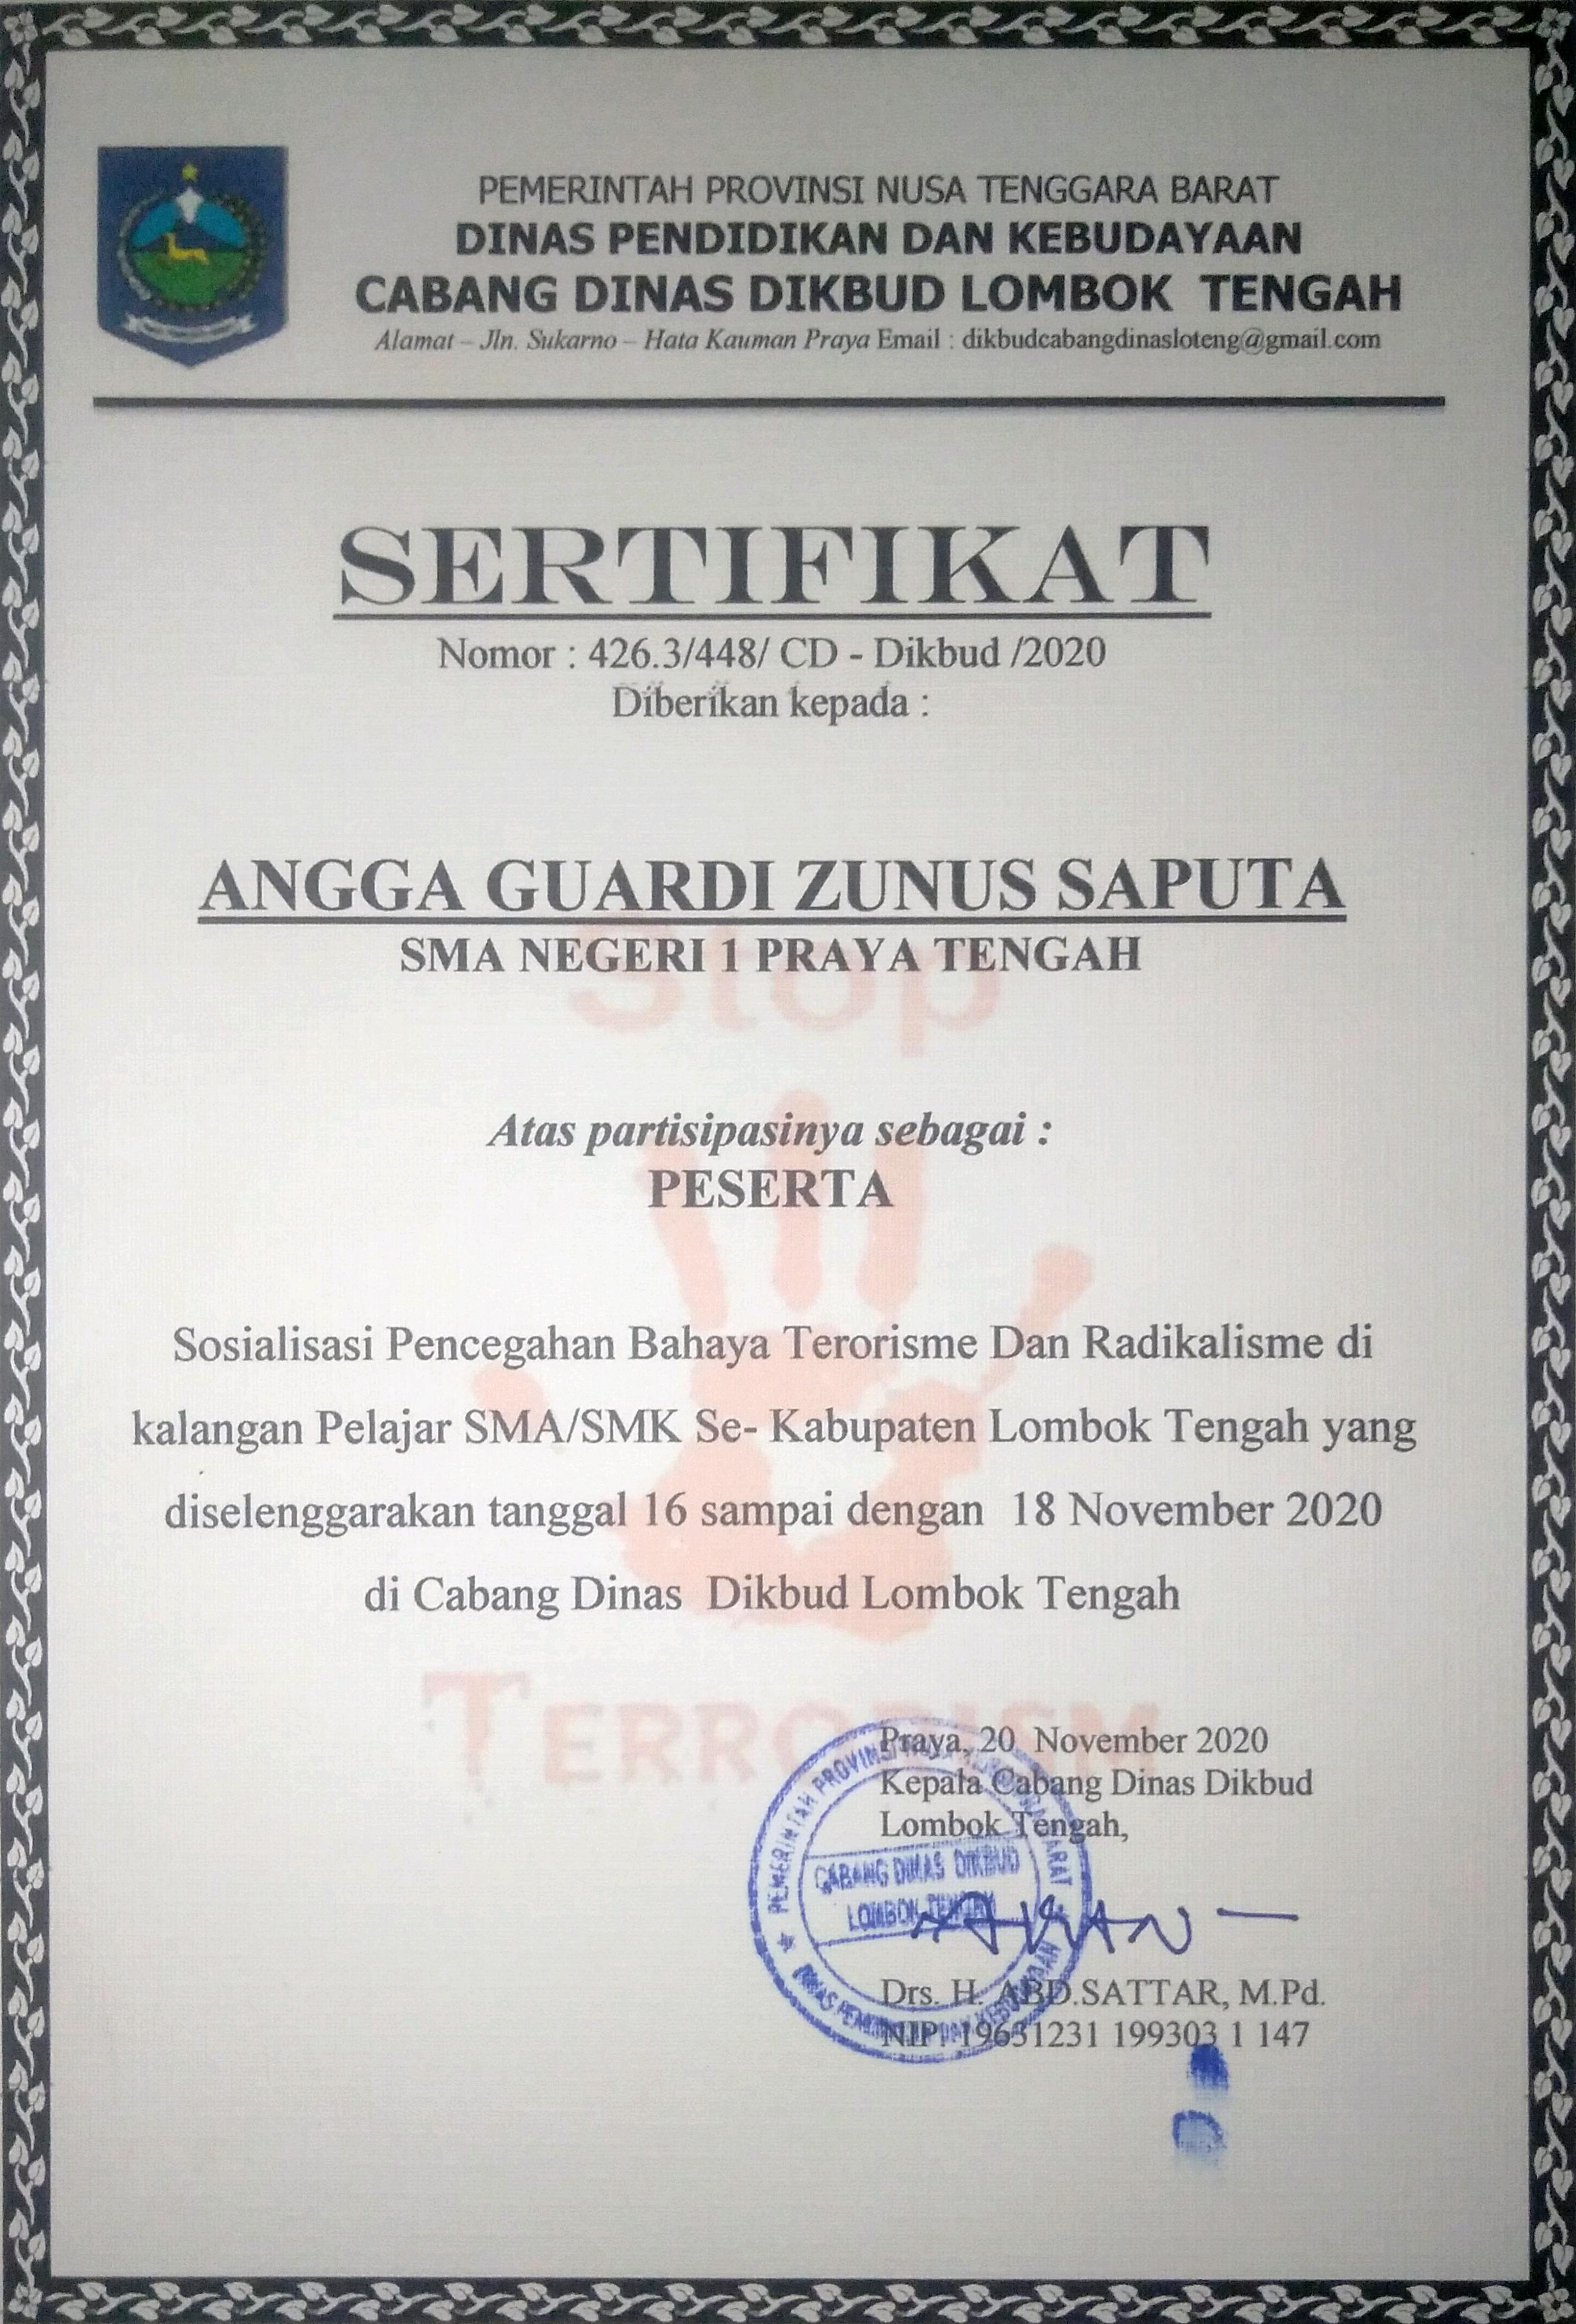 PEMERINTAH PROVINSI NUSA TENGGARA BARAT
DINAS PENDIDIKAN DAN KEBUDAYAAN
CABANG DINAS DIKBUD LOMBOK TENGAH
Alamat – Jln. Sukarno – Hata Kauman Praya Email : dikbudcabangdinasloteng@gmail.com
SERTIFIKAT
Nomor : 426.3/448/ CD - Dikbud /2020
Diberikan kepada :
ANGGA GUARDI ZUNUS SAPUTA
SMA NEGERI 1 PRAYA TENGAH
Stop
Atas partisipasinya sebagai :
PESERTA
Sosialisasi Pencegahan Bahaya Terorisme Dan Radikalisme di
kalangan Pelajar SMA/SMK Se- Kabupaten Lombok Tengah yang
diselenggarakan tanggal 16 sampai dengan 18 November 2020
di Cabang Dinas Dikbud Lombok Tengah
TERRORISM
Praya, 20 November 2020
Kepala Cabang Dinas Dikbud
Lombok Tengah,
PEMERINTAH PROVINSI BARAT
CABANG DINAS DIKBUD
LOMBOK TENGAH
DINAS KEBUDAYAAN
Drs. H. ABD.SATTAR, M.Pd.
NIP. 19631231 199303 1 147